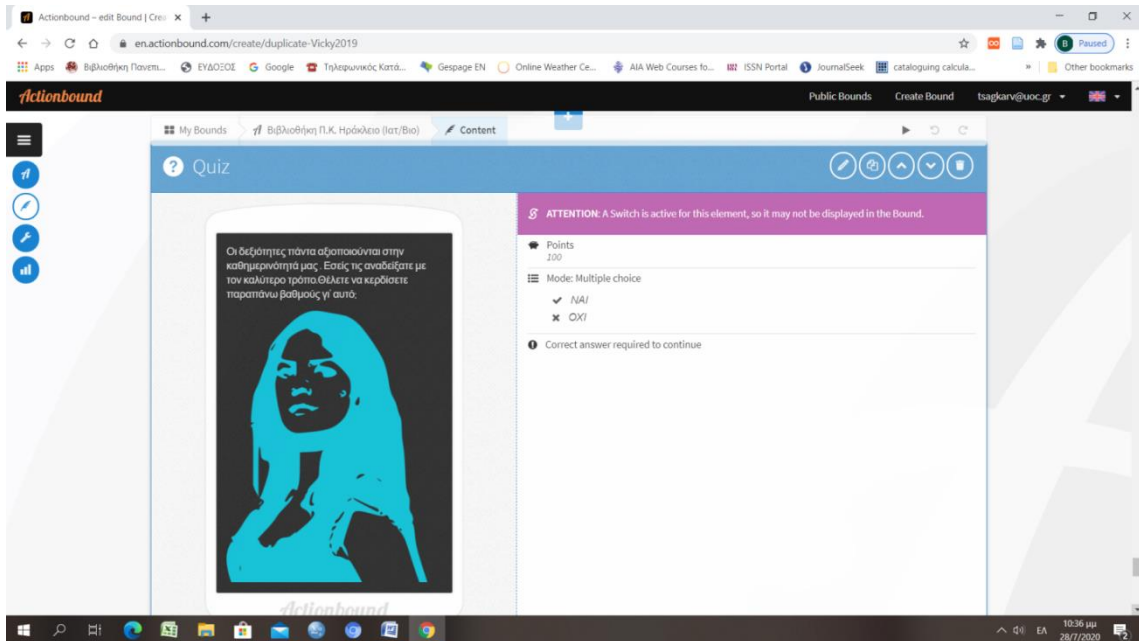 Actionbound – edit Bound | Crea
en.actionbound.com/create/duplicate-Vicky2019
Paused
Apps Βιβλιοθήκη Πανεπι... ΕΥΔΟΞΟΣ Google Τηλεφωνικός Κατά... Gespage EN Online Weather Ce... AIA Web Courses fo... ISSN Portal JournalSeek cataloguing calcula... » Other bookmarks
Actionbound Public Bounds Create Bound tsagkarv@uoc.gr
My Bounds Βιβλιοθήκη Π.Κ. Ηράκλειο (Ιατ/Βιο) Content
? Quiz
ATTENTION: A Switch is active for this element, so it may not be displayed in the Bound.
Οι δεξιότητες πάντα αξιοποιούνται στην
καθημερινότητά μας . Εσείς τις αναδείξατε με
τον καλύτερο τρόπο.Θέλετε να κερδίσετε
παραπάνω βαθμούς γι΄ αυτό;
Points
100
Mode: Multiple choice
ΝΑΙ
ΟΧΙ
Correct answer required to continue
Actionbound
ΕΛ
10:36 μμ
28/7/2020